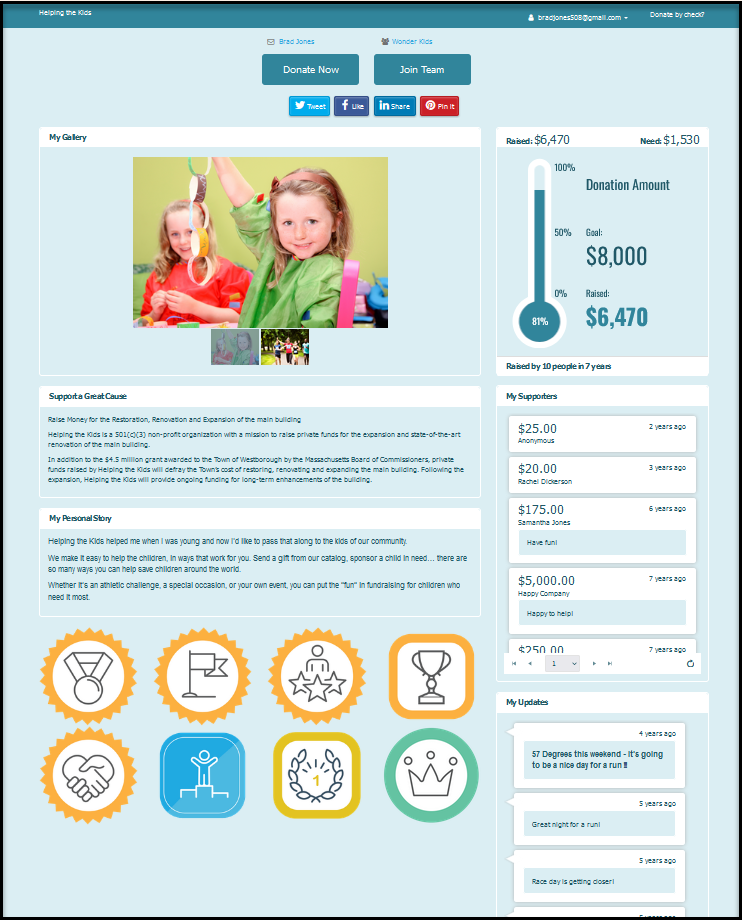 Helping the Kids
bradjones508@gmail.com
Donate by check?
Brad Jones
Wonder Kids
Donate Now
Join Team
Tweet
Like
Share
Pin it
My Gallery
Support a Great Cause
Raise Money for the Restoration, Renovation and Expansion of the main building
Helping the Kids is a 501(c)(3) non-profit organization with a mission to raise private funds for the expansion and state-of-the-art
renovation of the main building.
In addition to the $4.5 million grant awarded to the Town of Westborough by the Massachusetts Board of Commissioners, private
funds raised by Helping the Kids will defray the Town's cost of restoring, renovating and expanding the main building. Following the
expansion, Helping the Kids will provide ongoing funding for long-term enhancements of the building.
My Personal Story
Helping the Kids helped me when I was young and now I'd like to pass that along to the kids of our community.
We make it easy to help the children, in ways that work for you. Send a gift from our catalog, sponsor a child in need... there are
so many ways you can help save children around the world.
Whether it's an athletic challenge, a special occasion, or your own event, you can put the "fun" in fundraising for children who
need it most.
1
Raised: $6,470
Need: $1,530
100%
50%
0%
81%
Donation Amount
Goal:
$8,000
Raised:
$6,470
Raised by 10 people in 7 years
My Supporters
$25.00
2 years ago
Anonymous
$20.00
3 years ago
Rachel Dickerson
$175.00
6 years ago
Samantha Jones
Have fun!
$5,000.00
7 years ago
Happy Company
Happy to help!
$250.00
7 years ago
1
My Updates
4 years ago
57 Degrees this weekend - it's going
to be a nice day for a run !!
5 years ago
Great night for a run!
5 years ago
Race day is getting closer!